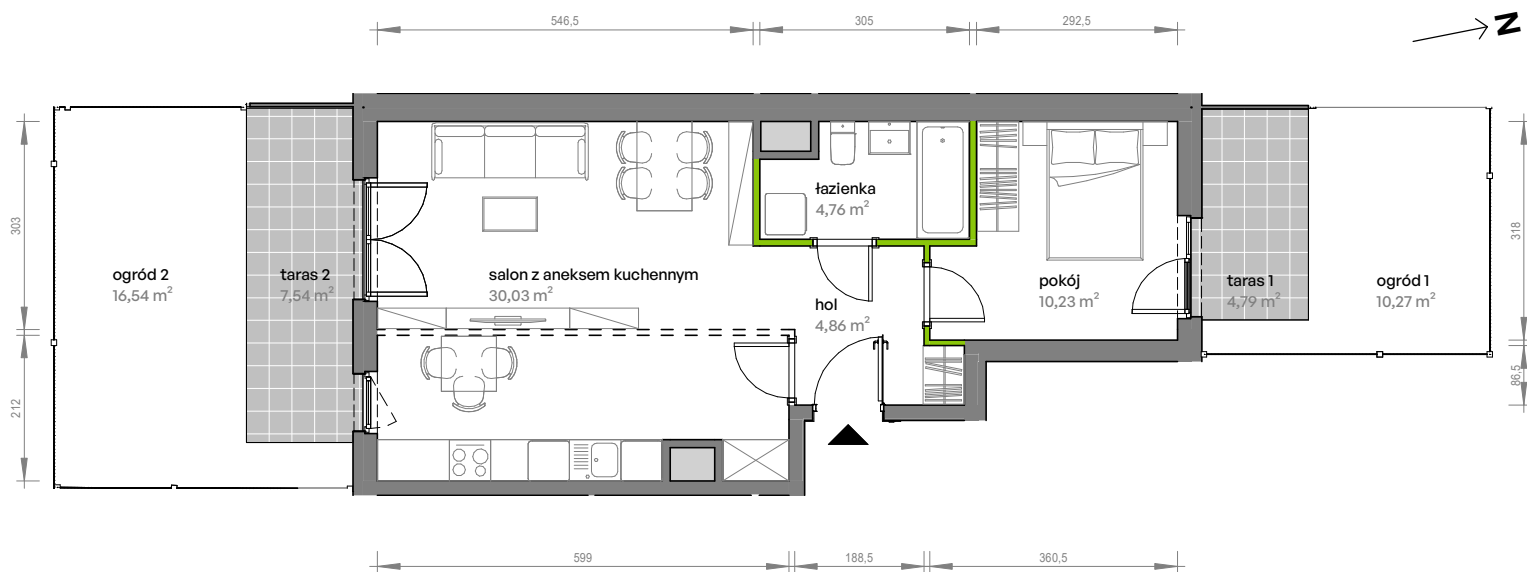 546,5
305
292,5
N
303
212
łazienka
4,76 m²
ogród 2
16,54 m²
taras 2
7,54 m²
salon z aneksem kuchennym
30,03 m²
hol
4,86 m²
pokój
10,23 m²
taras 1
4,79 m²
ogród 1
10,27 m²
318
86,5
599
188,5
360,5